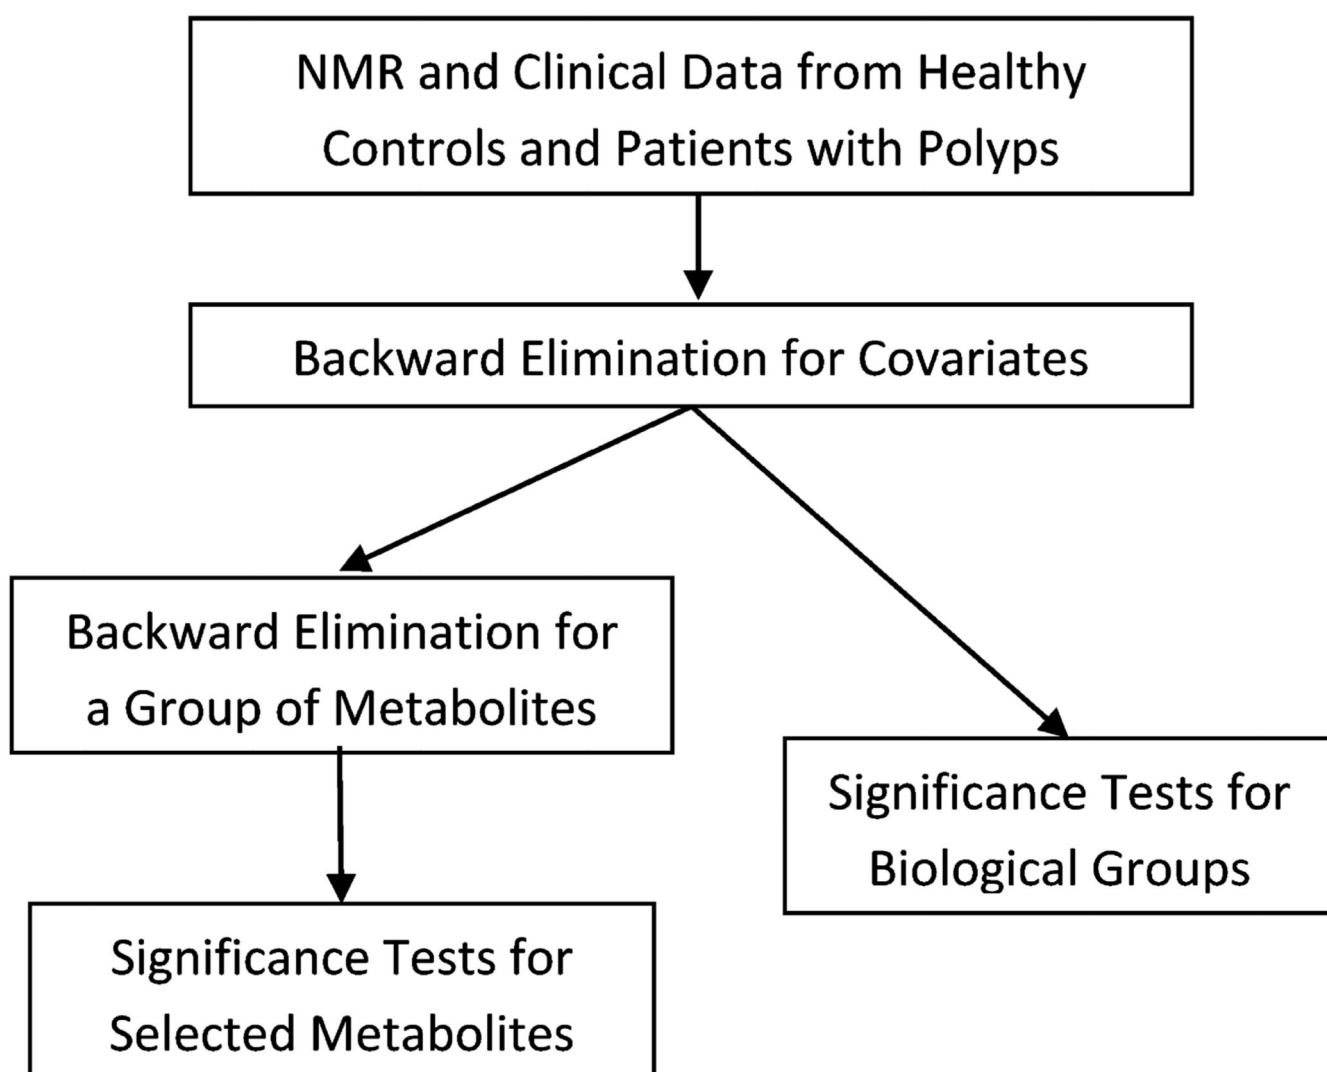 NMR and Clinical Data from Healthy
Controls and Patients with Polyps
Backward Elimination for Covariates
Backward Elimination for
a Group of Metabolites
Significance Tests for
Biological Groups
Significance Tests for
Selected Metabolites